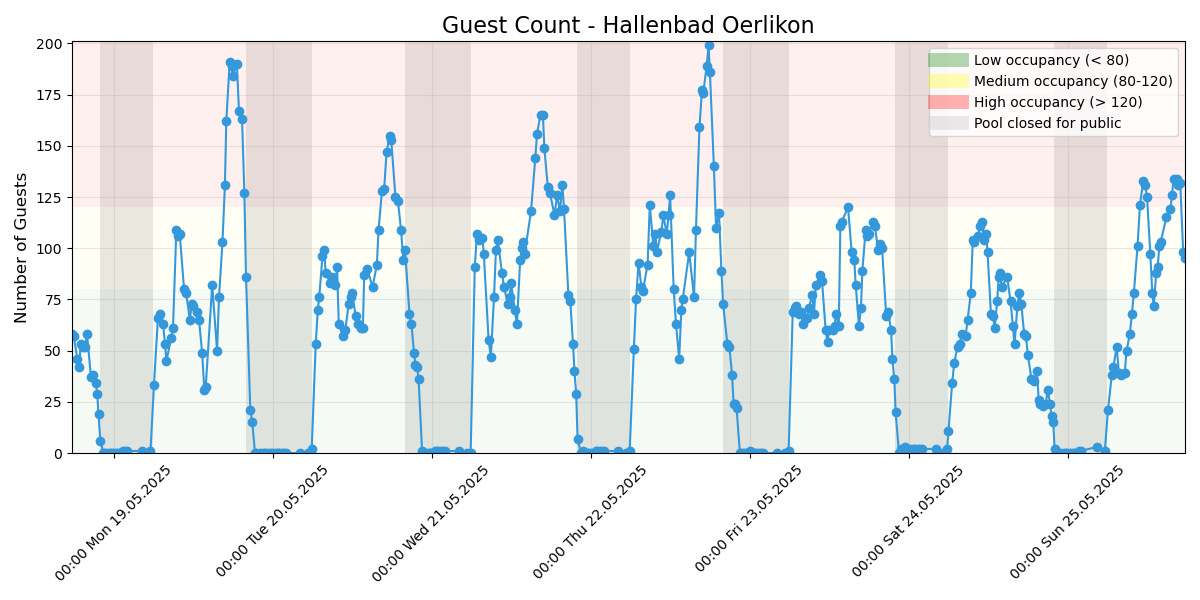 Guest Count - Hallenbad Oerlikon
Number of Guests
200
175
150
125
100
75
50
25
0
Low occupancy (< 80)
Medium occupancy (80-120)
High occupancy (> 120)
Pool closed for public
00:00 Mon 19.05.2025
00:00 Tue 20.05.2025
00:00 Wed 21.05.2025
00:00 Thu 22.05.2025
00:00 Fri 23.05.2025
00:00 Sat 24.05.2025
00:00 Sun 25.05.2025